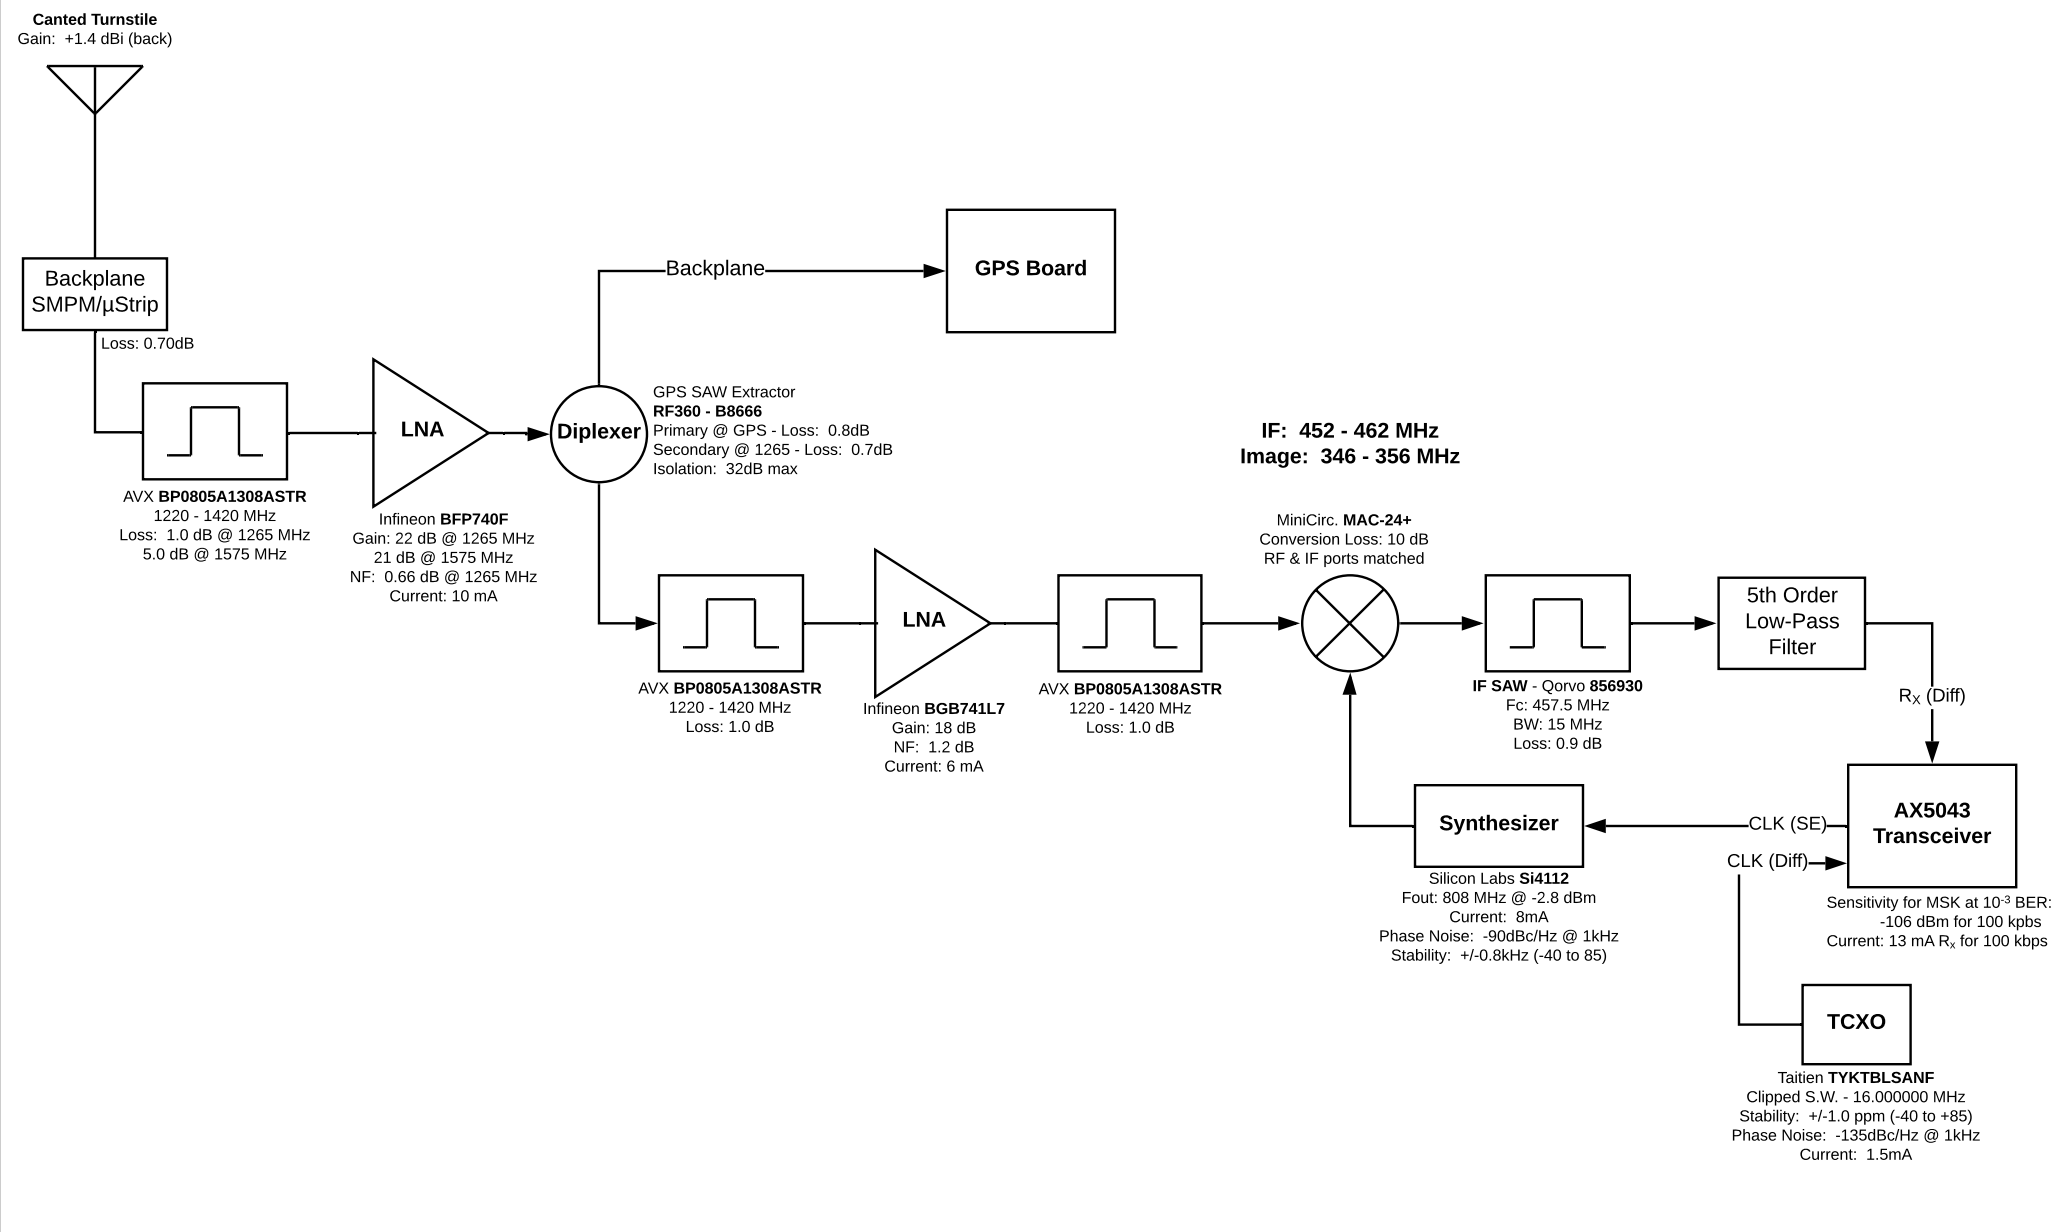 Canted Turnstile
Gain:  +1.4 dBi (back)
Backplane
SMPM/µStrip
Loss: 0.70dB
AVX BP0805A1308ASTR
1220 - 1420 MHz
Loss:  1.0 dB @ 1265 MHz
5.0 dB @ 1575 MHz
LNA
Infineon BFP740F
Gain: 22 dB @ 1265 MHz
21 dB @ 1575 MHz
NF:  0.66 dB @ 1265 MHz
Current: 10 mA
Diplexer
GPS SAW Extractor
RF360 - B8666
Primary @ GPS - Loss:  0.8dB
Secondary @ 1265 - Loss:  0.7dB
Isolation:  32dB max
Backplane
GPS Board
AVX BP0805A1308ASTR
1220 - 1420 MHz
Loss: 1.0 dB
LNA
Infineon BGB741L7
Gain: 18 dB
NF:  1.2 dB
Current: 6 mA
AVX BP0805A1308ASTR
1220 - 1420 MHz
Loss: 1.0 dB
IF:  452 - 462 MHz
Image:  346 - 356 MHz
MiniCirc. MAC-24+
Conversion Loss: 10 dB
RF & IF ports matched
IF SAW - Qorvo 856930
Fc: 457.5 MHz
BW: 15 MHz
Loss: 0.9 dB
5th Order
Low-Pass
Filter
RX (Diff)
AX5043
Transceiver
Sensitivity for MSK at 10-3 BER:
-106 dBm for 100 kpbs
Current: 13 mA Rx for 100 kbps
CLK (SE)
CLK (Diff)
Synthesizer
Silicon Labs Si4112
Fout: 808 MHz @ -2.8 dBm
Current:  8mA
Phase Noise:  -90dBc/Hz @ 1kHz
Stability:  +/-0.8kHz (-40 to 85)
TCXO
Taitien TYKTBLSANF
Clipped S.W. - 16.000000 MHz
Stability:  +/-1.0 ppm (-40 to +85)
Phase Noise:  -135dBc/Hz @ 1kHz
Current:  1.5mA